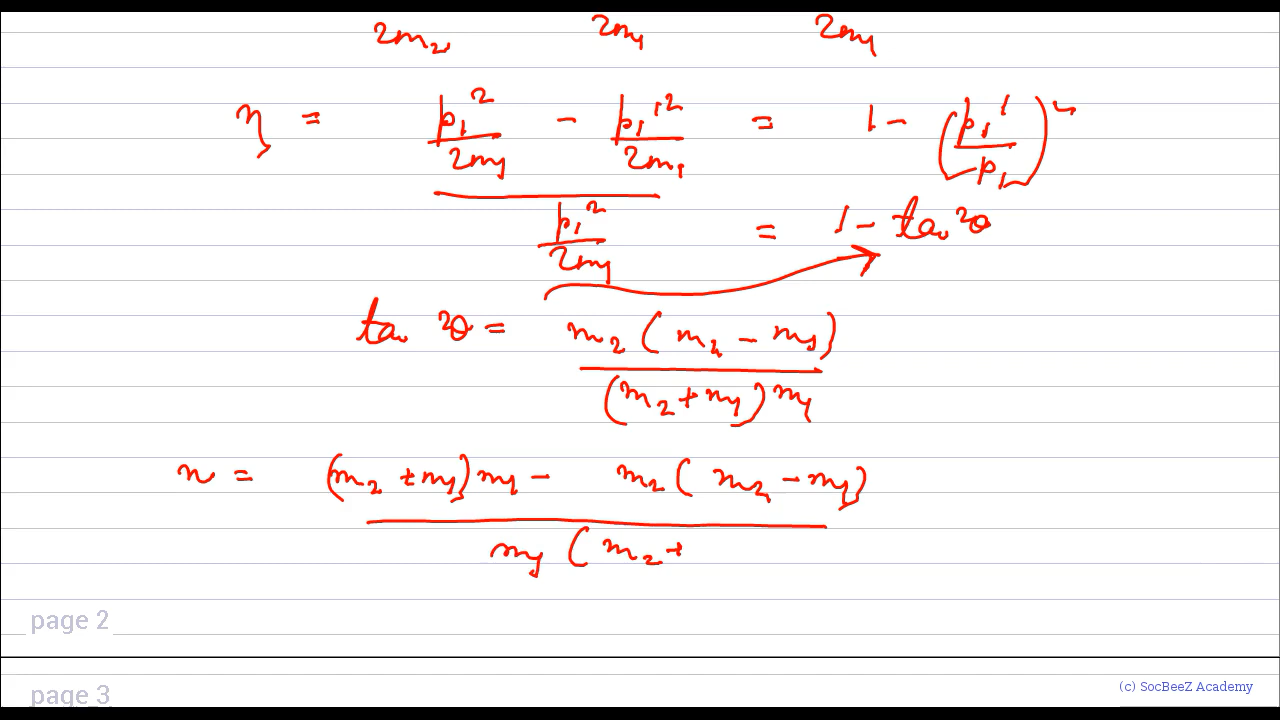 2m₂ 2m₁ 2m₁
η = (p₁²/2m₁ - p₁'²/2m₁) / (p₁²/2m₁) = 1 - (p₁'/p₁)²
= 1 - tan²θ
tan²θ = m₂(m₂ - m₁) / (m₂+m₁)m₁
n = ((m₂+m₁)m₁ - m₂(m₂-m₁)) / m₁(m₂+
page 2
page 3
(c) SocBeeZ Academy